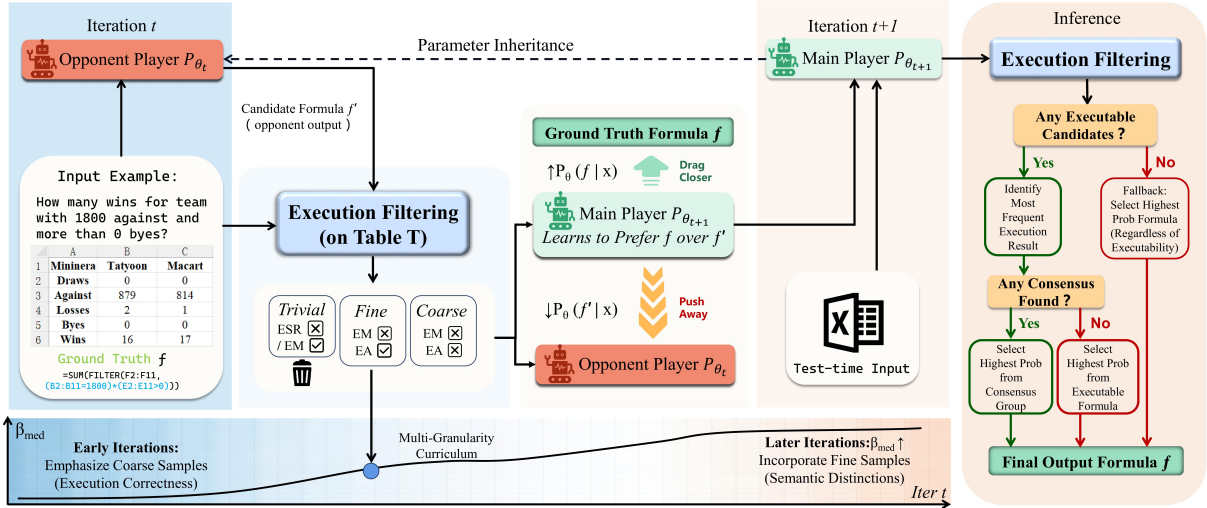 Iteration t
Opponent Player P_θt
Parameter Inheritance
Iteration t+1
Main Player P_θt+1
Candidate Formula f′
( opponent output )
Input Example:
How many wins for team
with 1800 against and
more than 0 byes?
A B C
1 Mininera Tatyoon Macart
2 Draws 0 0
3 Against 879 814
4 Losses 2 1
5 Byes 0 0
6 Wins 16 17
Ground Truth f
=SUM(FILTER(F2:F11,
(B2:B11=1800)*(E2:E11>0)))
Execution Filtering
(on Table T)
Trivial
ESR ☒
/ EM ☑
Fine
EM ☒
EA ☑
Coarse
EM ☒
EA ☒
Ground Truth Formula f
↑P_θ (f | x)
Drag
Closer
Main Player P_θt+1
Learns to Prefer f over f′
↓P_θ (f′ | x)
Push
Away
Opponent Player P_θt
X
Test-time Input
Inference
Execution Filtering
Any Executable
Candidates ?
Yes
No
Identify
Most
Frequent
Execution
Result
Fallback:
Select Highest
Prob Formula
(Regardless of
Executability)
Any Consensus
Found ?
Yes
No
Select
Highest Prob
from
Consensus
Group
Select
Highest Prob
from
Executable
Formula
Final Output Formula f
β_med
Early Iterations:
Emphasize Coarse Samples
(Execution Correctness)
Multi-Granularity
Curriculum
Later Iterations:β_med↑
Incorporate Fine Samples
(Semantic Distinctions)
Iter t